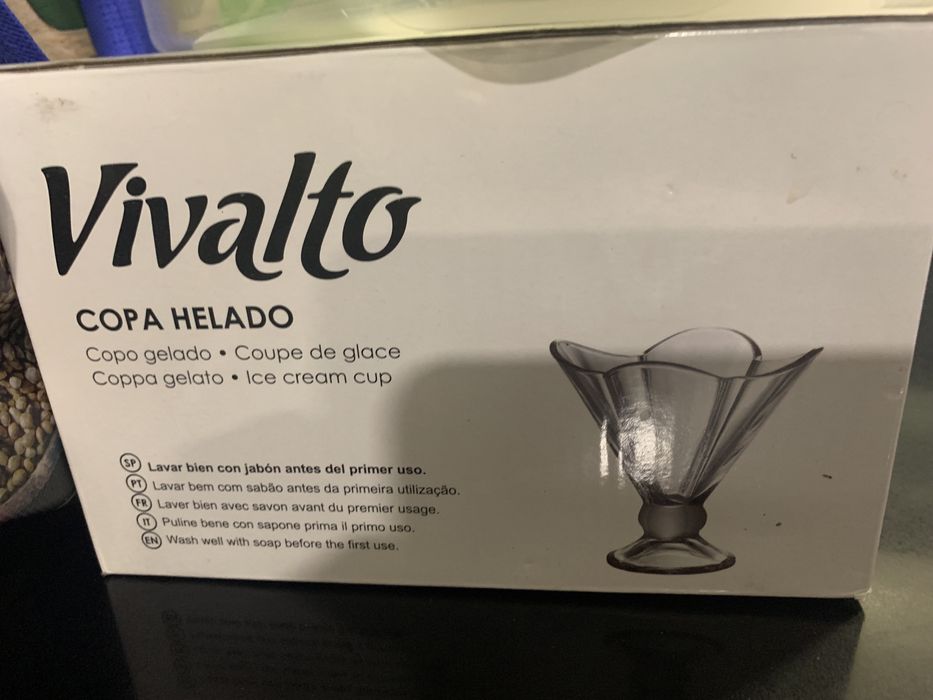 Vivalto
COPA HELADO
Copo gelado • Coupe de glace
Coppa gelato • Ice cream cup
SP Lavar bien con jabón antes del primer uso.
PT Lavar bem com sabão antes da primeira utilização.
FR Laver bien avec savon avant du premier usage.
IT Puline bene con sapone prima il primo uso.
EN Wash well with soap before the first use.